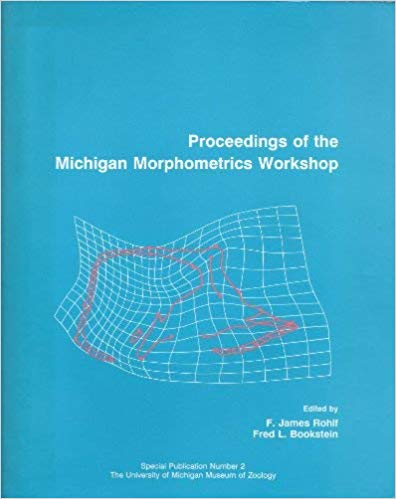 Proceedings of the
Michigan Morphometrics Workshop
Edited by
F. James Rohlf
Fred L. Bookstein
Special Publication Number 2
The University of Michigan Museum of Zoology